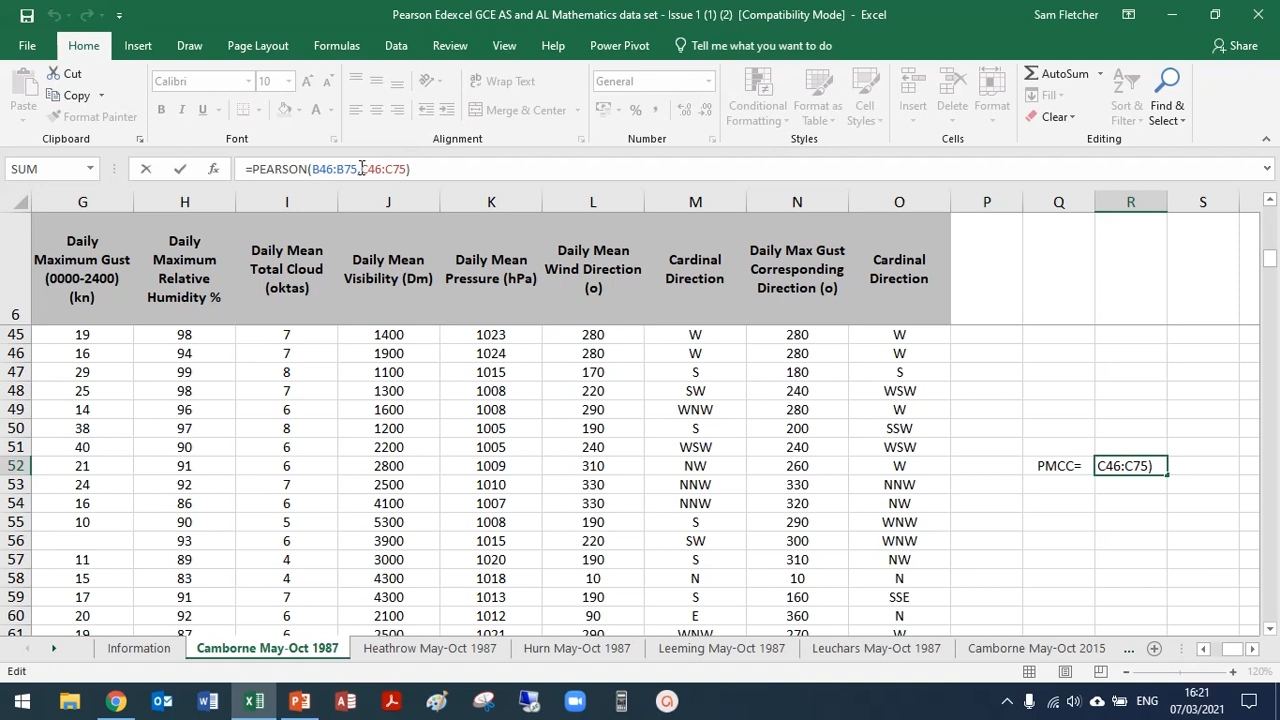 Pearson Edexcel GCE AS and AL Mathematics data set - Issue 1 (1) (2) [Compatibility Mode] - Excel
Sam Fletcher
File Home Insert Draw Page Layout Formulas Data Review View Help Power Pivot Tell me what you want to do Share
Paste
Cut
Copy
Format Painter
Clipboard
Calibri 10
B I U
Font
Wrap Text
Merge & Center
Alignment
General
Number
Conditional Formatting
Format as Table
Cell Styles
Styles
Insert Delete Format
Cells
AutoSum
Fill
Clear
Sort & Filter
Find & Select
Editing
SUM fx =PEARSON(B46:B75,C46:C75)
G H I J K L M N O P Q R S
6 Daily Maximum Gust (0000-2400) (kn) Daily Maximum Relative Humidity % Daily Mean Total Cloud (oktas) Daily Mean Visibility (Dm) Daily Mean Pressure (hPa) Daily Mean Wind Direction (o) Cardinal Direction Daily Max Gust Corresponding Direction (o) Cardinal Direction
45 19 98 7 1400 1023 280 W 280 W
46 16 94 7 1900 1024 280 W 280 W
47 29 99 8 1100 1015 170 S 180 S
48 25 98 7 1300 1008 220 SW 240 WSW
49 14 96 6 1600 1008 290 WNW 280 W
50 38 97 8 1200 1005 190 S 200 SSW
51 40 90 6 2200 1005 240 WSW 240 WSW
52 21 91 6 2800 1009 310 NW 260 W PMCC= C46:C75)
53 24 92 7 2500 1010 330 NNW 330 NNW
54 16 86 6 4100 1007 330 NNW 320 NW
55 10 90 5 5300 1008 190 S 290 WNW
56 93 6 3900 1015 220 SW 300 WNW
57 11 89 4 3000 1020 190 S 310 NW
58 15 83 4 4300 1018 10 N 10 N
59 17 91 7 4300 1013 190 S 160 SSE
60 20 92 6 2100 1012 90 E 360 N
61 19 87 6 2500 1021 290 WNW 270 W
Information Camborne May-Oct 1987 Heathrow May-Oct 1987 Hurn May-Oct 1987 Leeming May-Oct 1987 Leuchars May-Oct 1987 Camborne May-Oct 2015 ...
Edit 120%
ENG 16:21
07/03/2021